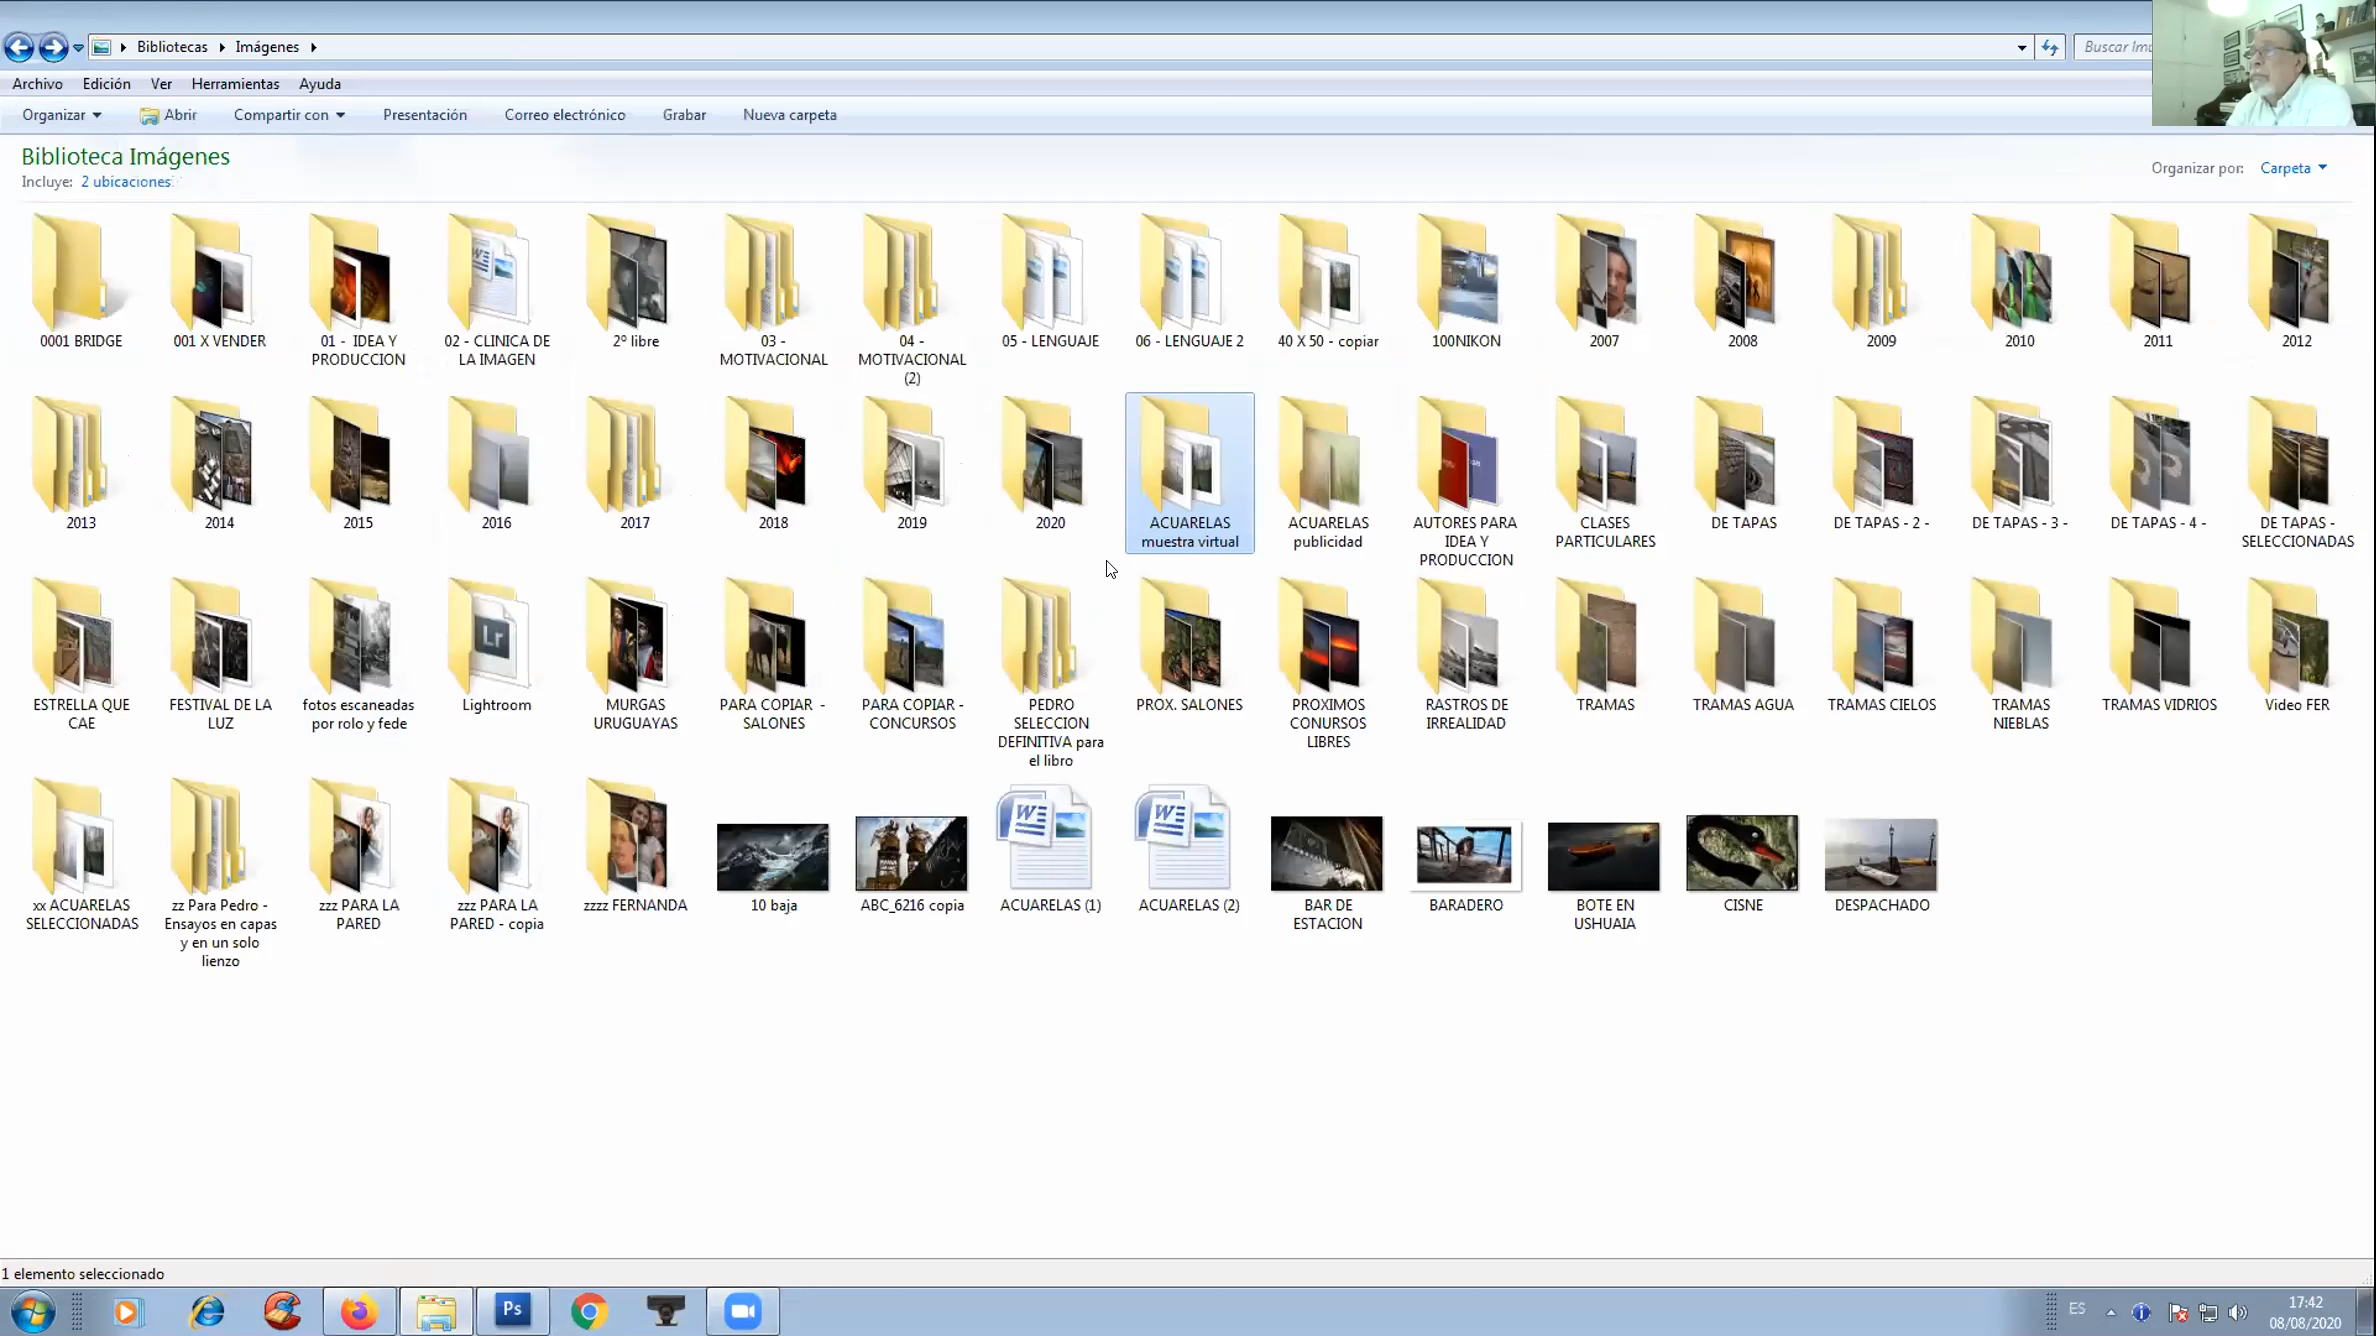 Bibliotecas
Imágenes
Buscar Im
Archivo Edición Ver Herramientas Ayuda
Organizar Abrir Compartir con Presentación Correo electrónico Grabar Nueva carpeta
Biblioteca Imágenes
Incluye: 2 ubicaciones
Organizar por: Carpeta
0001 BRIDGE
001 X VENDER
01 - IDEA Y
PRODUCCION
02 - CLINICA DE
LA IMAGEN
2º libre
03 -
MOTIVACIONAL
04 -
MOTIVACIONAL
(2)
05 - LENGUAJE
06 - LENGUAJE 2
40 X 50 - copiar
100NIKON
2007
2008
2009
2010
2011
2012
2013
2014
2015
2016
2017
2018
2019
2020
ACUARELAS
muestra virtual
ACUARELAS
publicidad
AUTORES PARA
IDEA Y
PRODUCCION
CLASES
PARTICULARES
DE TAPAS
DE TAPAS - 2 -
DE TAPAS - 3 -
DE TAPAS - 4 -
DE TAPAS -
SELECCIONADAS
ESTRELLA QUE
CAE
FESTIVAL DE LA
LUZ
fotos escaneadas
por rolo y fede
Lr
Lightroom
MURGAS
URUGUAYAS
PARA COPIAR -
SALONES
PARA COPIAR -
CONCURSOS
PEDRO
SELECCION
DEFINITIVA para
el libro
PROX. SALONES
PROXIMOS
CONURSOS
LIBRES
RASTROS DE
IRREALIDAD
TRAMAS
TRAMAS AGUA
TRAMAS CIELOS
TRAMAS
NIEBLAS
TRAMAS VIDRIOS
Video FER
xx ACUARELAS
SELECCIONADAS
zz Para Pedro -
Ensayos en capas
y en un solo
lienzo
zzz PARA LA
PARED
zzz PARA LA
PARED - copia
zzzz FERNANDA
10 baja
ABC_6216 copia
ACUARELAS (1)
ACUARELAS (2)
BAR DE
ESTACION
BARADERO
BOTE EN
USHUAIA
CISNE
DESPACHADO
1 elemento seleccionado
Ps
ES
17:42
08/08/2020